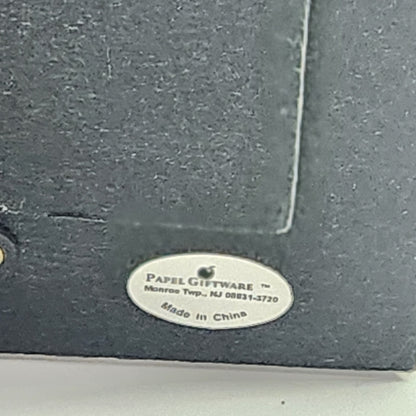 PAPEL GIFTWARE ™
Monroe Twp., NJ 08831-3720
Made in China